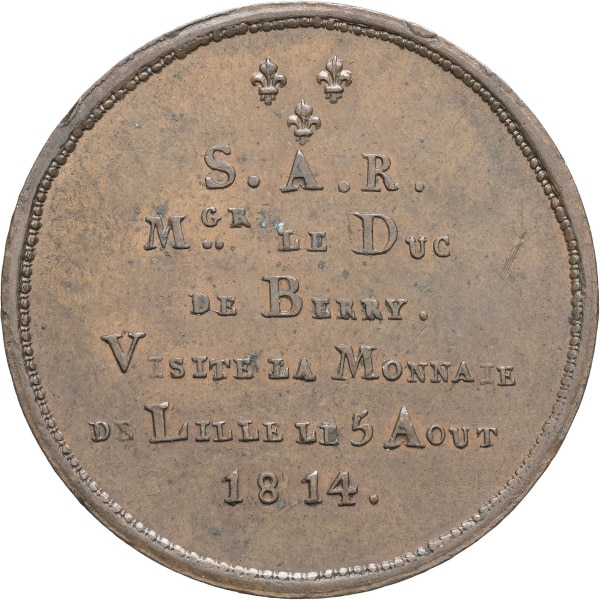 S. A. R.
MGR. LE DUC
DE BERRY.
VISITE LA MONNAIE
DE LILLE LE 5 AOUT
1814.